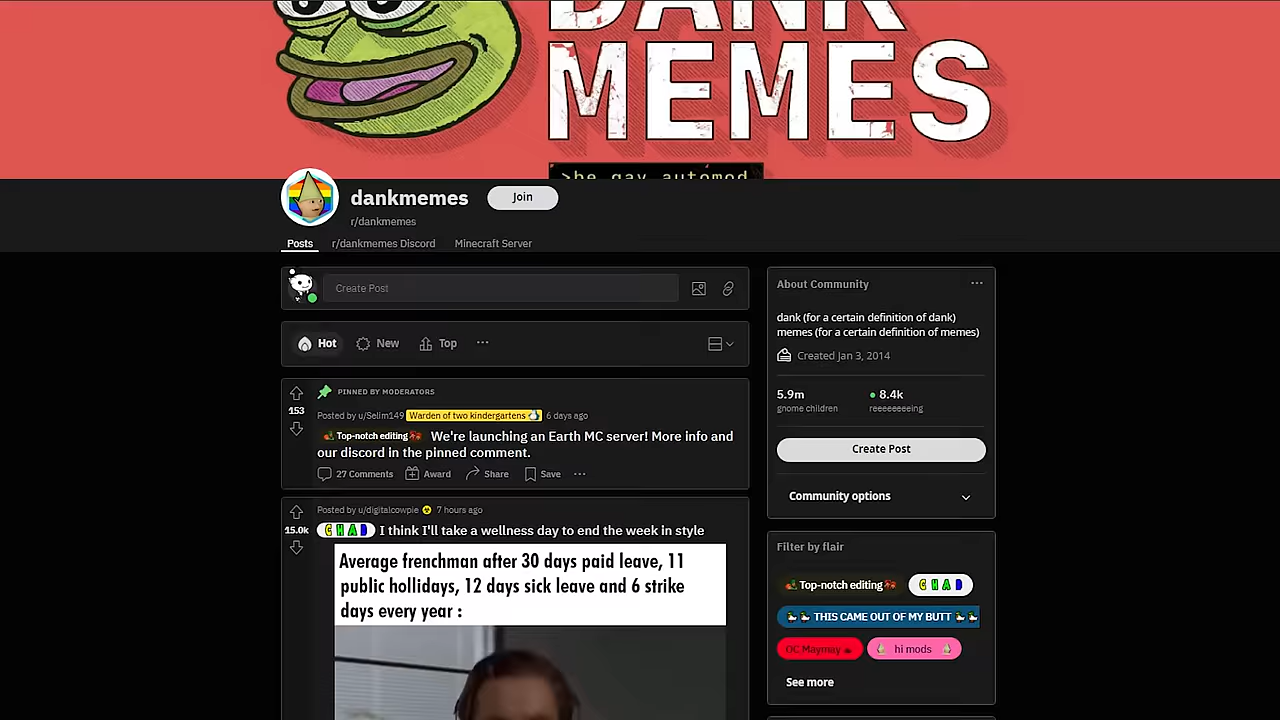 DANK
MEMES
>be gay automod
dankmemes
Join
r/dankmemes
Posts
r/dankmemes Discord
Minecraft Server
Create Post
Hot
New
Top
PINNED BY MODERATORS
153
Posted by u/Selim149 Warden of two kindergartens 6 days ago
Top-notch editing We're launching an Earth MC server! More info and
our discord in the pinned comment.
27 Comments
Award
Share
Save
Posted by u/digitalcowpie 7 hours ago
15.0k
CHAD I think I'll take a wellness day to end the week in style
Average frenchman after 30 days paid leave, 11
public hollidays, 12 days sick leave and 6 strike
days every year :
About Community
dank (for a certain definition of dank)
memes (for a certain definition of memes)
Created Jan 3, 2014
5.9m
8.4k
gnome children
reeeeeeeing
Create Post
Community options
Filter by flair
Top-notch editing
CHAD
THIS CAME OUT OF MY BUTT
OC Maymay
hi mods
See more